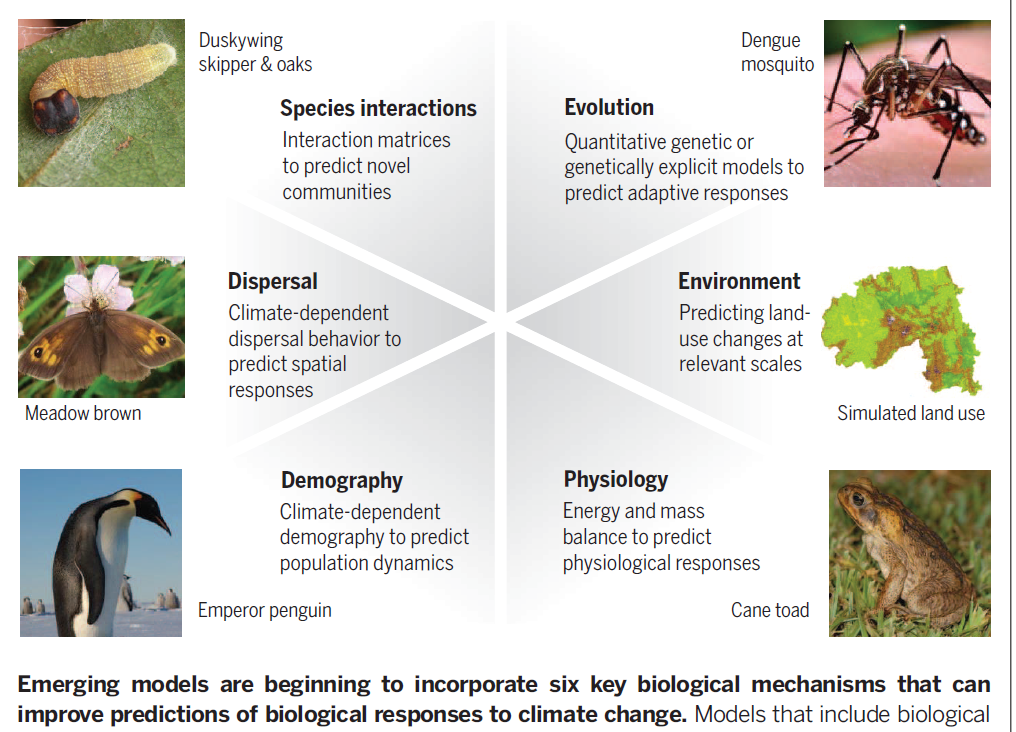 Duskywing
skipper & oaks
Species interactions
Interaction matrices
to predict novel
communities
Dengue
mosquito
Evolution
Quantitative genetic or
genetically explicit models to
predict adaptive responses
Dispersal
Climate-dependent
dispersal behavior to
predict spatial
responses
Meadow brown
Environment
Predicting land-
use changes at
relevant scales
Simulated land use
Demography
Climate-dependent
demography to predict
population dynamics
Emperor penguin
Physiology
Energy and mass
balance to predict
physiological responses
Cane toad
Emerging models are beginning to incorporate six key biological mechanisms that can
improve predictions of biological responses to climate change. Models that include biological